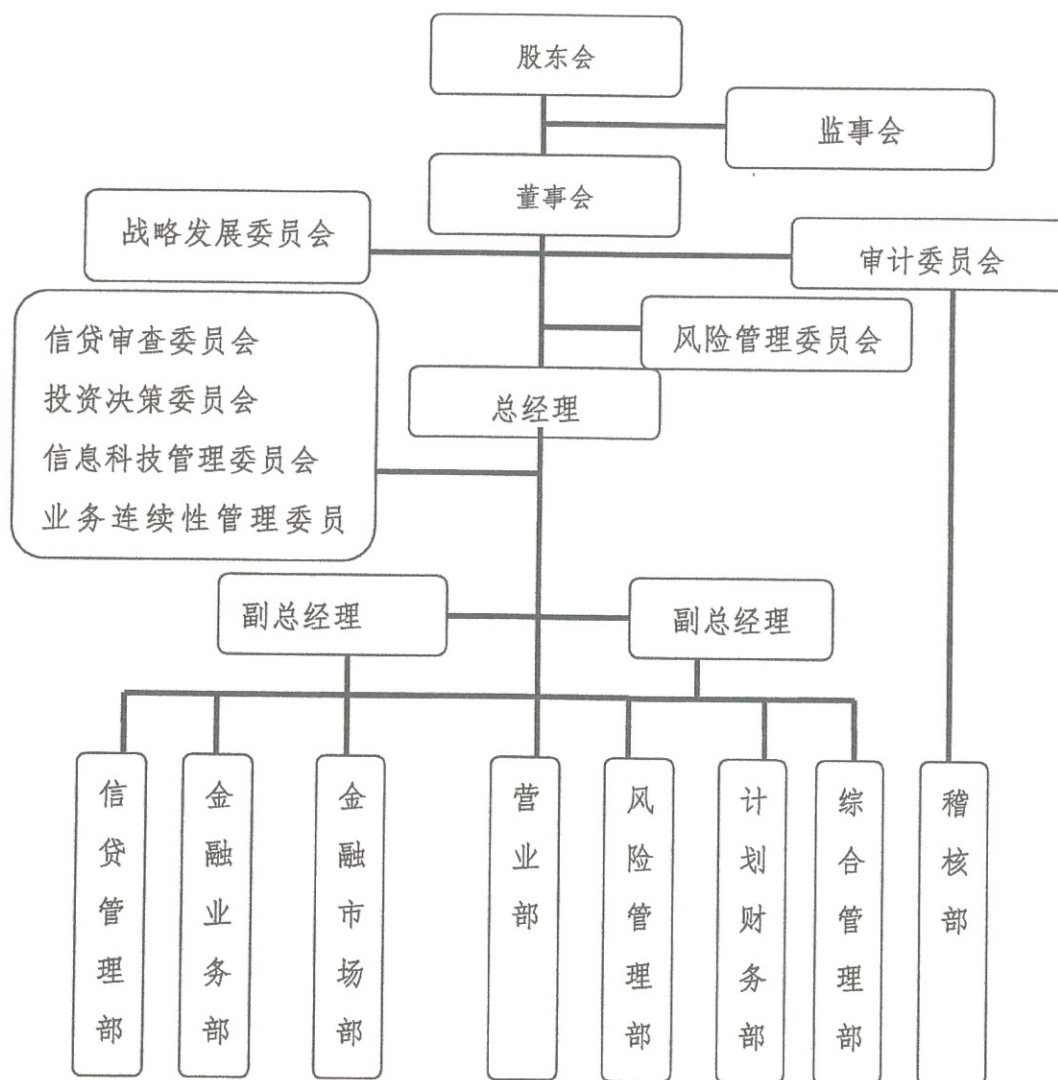 股东会
监事会
董事会
战略发展委员会
审计委员会
信贷审查委员会
投资决策委员会
信息科技管理委员会
业务连续性管理委员
风险管理委员会
总经理
副总经理
副总经理
信贷管理部
金融业务部
金融市场部
营业部
风险管理部
计划财务部
综合管理部
稽核部